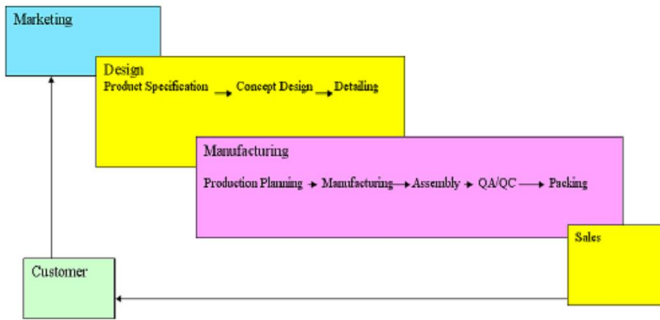 Marketing
Design
Product Specification Concept Design Detailing
Manufacturing
Production Planning Manufacturing Assembly QA/QC Packing
Sales
Customer